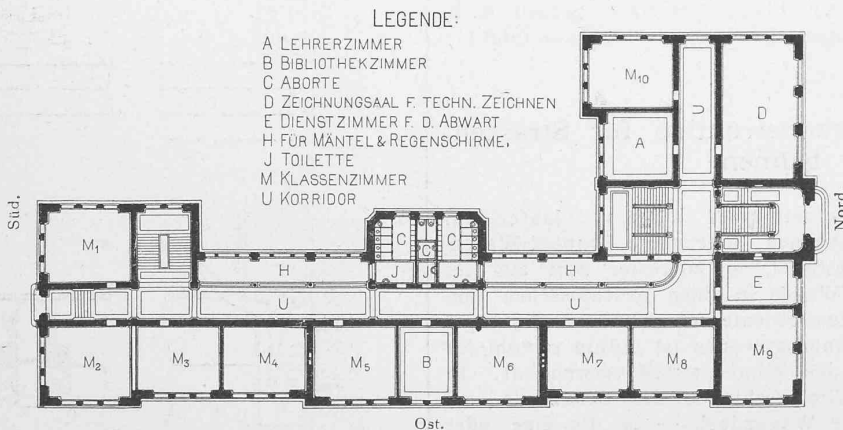 LEGENDE:
A LEHRERZIMMER
B BIBLIOTHEKZIMMER
C ABORTE
D ZEICHNUNGSAAL F. TECHN. ZEICHNEN
E DIENSTZIMMER F. D. ABWART
H FÜR MÄNTEL & REGENSCHIRME,
J TOILETTE
M KLASSENZIMMER
U KORRIDOR
M10
U
D
A
Süd.
Nord
M1
C
C
C
H
J
J
J
H
E
U
U
M2
M3
M4
M5
B
M6
M7
M8
M9
Ost.